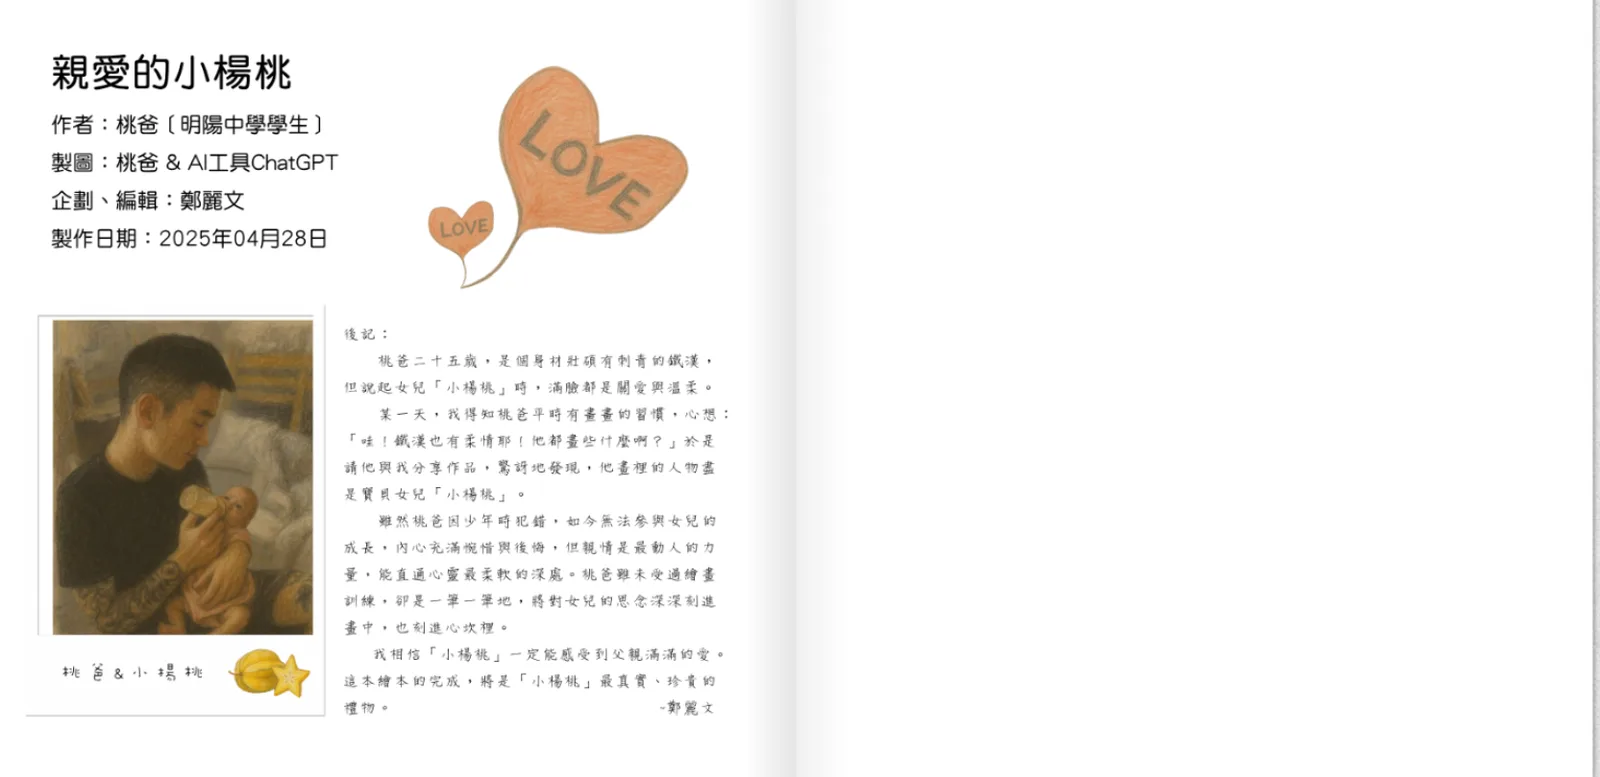 親愛的小楊桃
作者：桃爸〔明陽中學學生〕
製圖：桃爸 & AI工具ChatGPT
企劃、編輯：鄭麗文
製作日期：2025年04月28日
LOVE
LOVE
桃爸&小楊桃
後記：
桃爸二十五歲，是個身材壯碩有刺青的鐵漢，
但說起女兒「小楊桃」時，滿臉都是關愛與溫柔。
某一天，我得知桃爸平時有畫畫的習慣，心想：
「哇！鐵漢也有柔情耶！他都畫些什麼啊？」於是
請他與我分享作品，驚訝地發現，他畫裡的人物盡
是寶貝女兒「小楊桃」。
雖然桃爸因少年時犯錯，如今無法參與女兒的
成長，內心充滿惋惜與後悔，但親情是最動人的力
量，能直通心靈最柔軟的深處。桃爸雖未受過繪畫
訓練，卻是一筆一筆地，將對女兒的思念深深刻進
畫中，也刻進心坎裡。
我相信「小楊桃」一定能感受到父親滿滿的愛。
這本繪本的完成，將是「小楊桃」最真實、珍貴的
禮物。
~鄭麗文